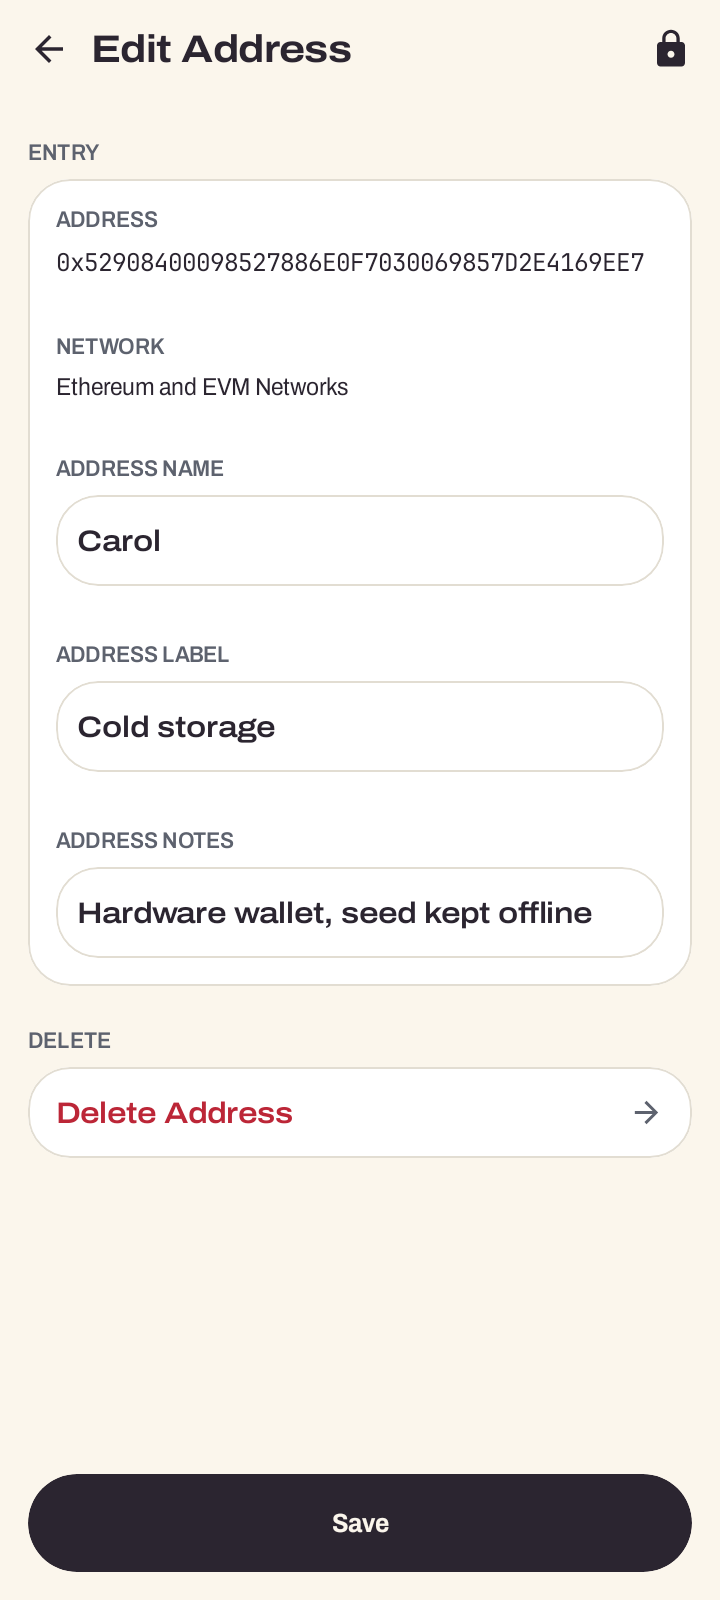 Edit Address
ENTRY
ADDRESS
0x52908400098527886E0F7030069857D2E4169EE7
NETWORK
Ethereum and EVM Networks
ADDRESS NAME
Carol
ADDRESS LABEL
Cold storage
ADDRESS NOTES
Hardware wallet, seed kept offline
DELETE
Delete Address
Save